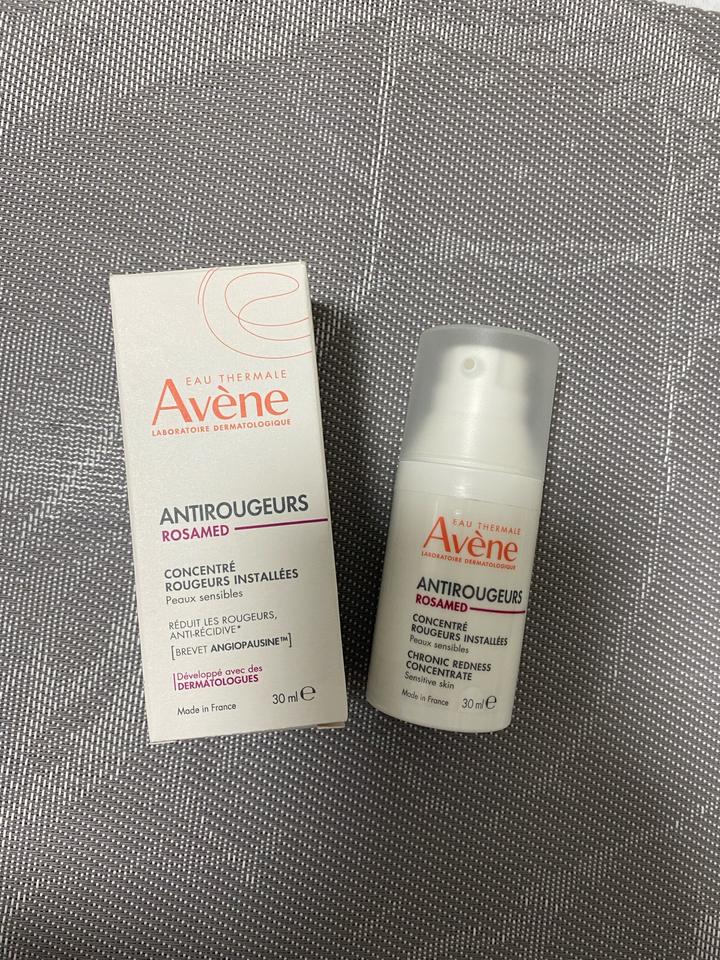 EAU THERMALE
Avène
LABORATOIRE DERMATOLOGIQUE
ANTIROUGEURS
ROSAMED
CONCENTRÉ
ROUGEURS INSTALLÉES
Peaux sensibles
RÉDUIT LES ROUGEURS,
ANTI-RÉCIDIVE*
[BREVET ANGIOPAUSINE™]
Développé avec des
DERMATOLOGUES
Made in France
30 ml e
EAU THERMALE
Avène
LABORATOIRE DERMATOLOGIQUE
ANTIROUGEURS
ROSAMED
CONCENTRÉ
ROUGEURS INSTALLÉES
Peaux sensibles
CHRONIC REDNESS
CONCENTRATE
Sensitive skin
Made in France
30 ml e